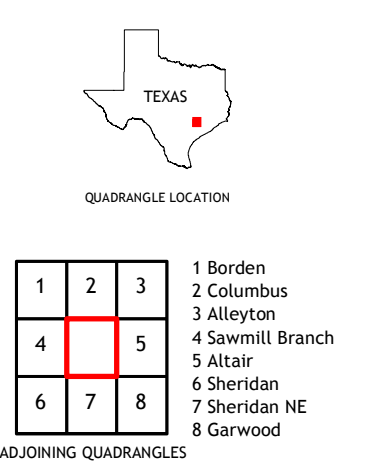 TEXAS
QUADRANGLE LOCATION
1 2 3
4 5
6 7 8
1 Borden
2 Columbus
3 Alleyton
4 Sawmill Branch
5 Altair
6 Sheridan
7 Sheridan NE
8 Garwood
ADJOINING QUADRANGLES